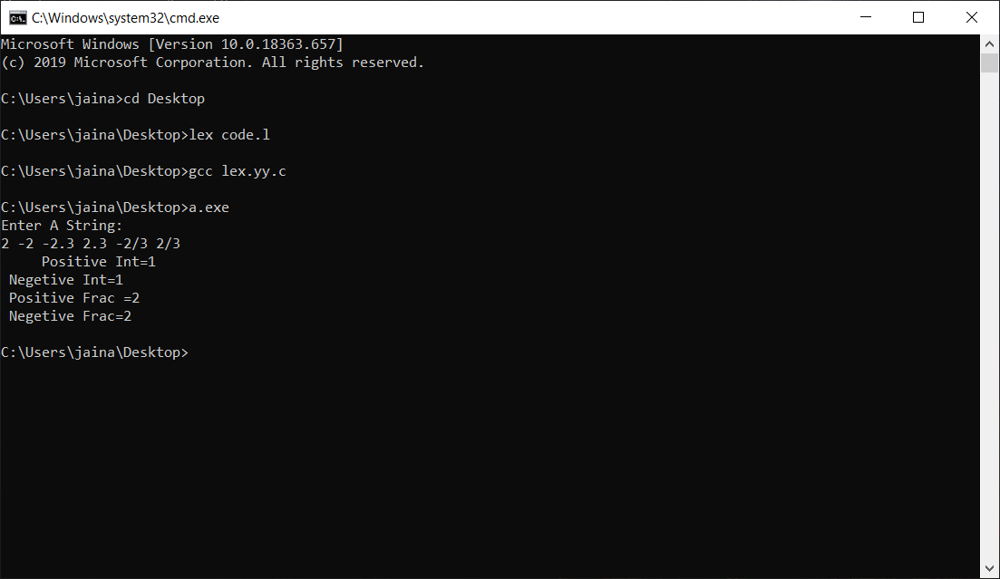 C:\Windows\system32\cmd.exe
Microsoft Windows [Version 10.0.18363.657]
(c) 2019 Microsoft Corporation. All rights reserved.
C:\Users\jaina>cd Desktop
C:\Users\jaina\Desktop>lex code.l
C:\Users\jaina\Desktop>gcc lex.yy.c
C:\Users\jaina\Desktop>a.exe
Enter A String:
2 -2 -2.3 2.3 -2/3 2/3
     Positive Int=1
 Negetive Int=1
 Positive Frac =2
 Negetive Frac=2
C:\Users\jaina\Desktop>